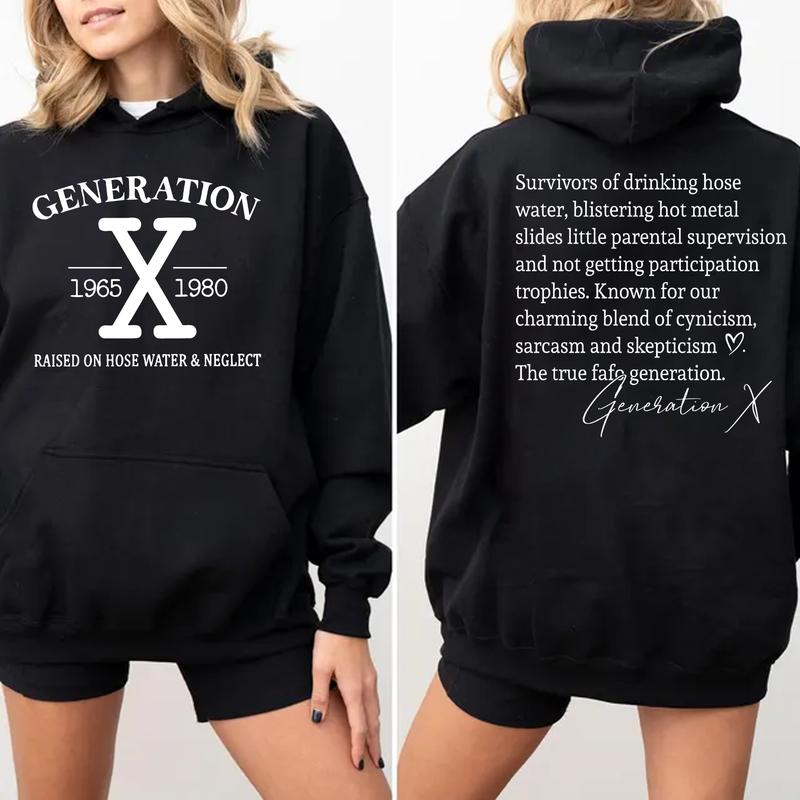 GENERATION
X
1965 1980
RAISED ON HOSE WATER & NEGLECT
Survivors of drinking hose
water, blistering hot metal
slides little parental supervision
and not getting participation
trophies. Known for our
charming blend of cynicism,
sarcasm and skepticism ♡.
The true fafo generation.
Generation X